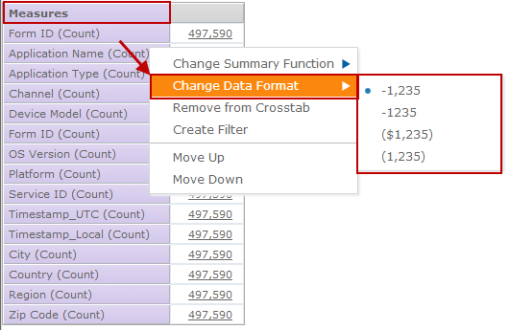 Measures
Form ID (Count) 497,590
Application Name (Count)
Application Type (Count)
Channel (Count)
Device Model (Count)
Form ID (Count)
OS Version (Count)
Platform (Count)
Service ID (Count) 497,590
Timestamp_UTC (Count) 497,590
Timestamp_Local (Count) 497,590
City (Count) 497,590
Country (Count) 497,590
Region (Count) 497,590
Zip Code (Count) 497,590
Change Summary Function
Change Data Format
Remove from Crosstab
Create Filter
Move Up
Move Down
-1,235
-1235
($1,235)
(1,235)